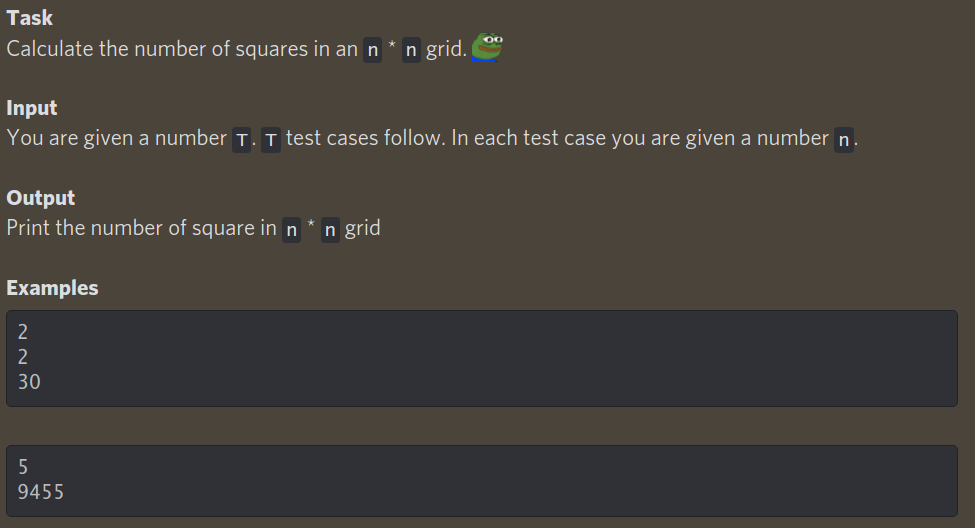 Task
Calculate the number of squares in an n * n grid.
Input
You are given a number T. T test cases follow. In each test case you are given a number n.
Output
Print the number of square in n * n grid
Examples
2
2
30
5
9455